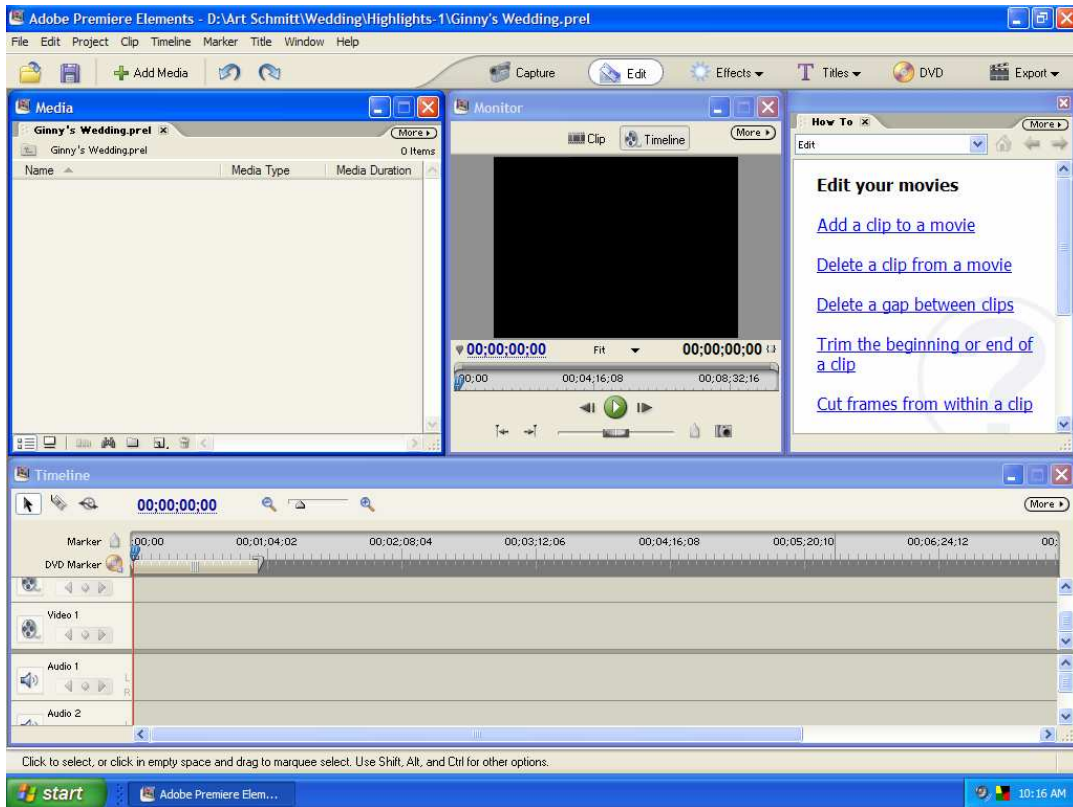 Adobe Premiere Elements - D:\Art Schmitt\Wedding\Highlights-1\Ginny's Wedding.prel
File Edit Project Clip Timeline Marker Title Window Help
Add Media Capture Edit Effects Titles DVD Export
Media
Ginny's Wedding.prel More
Ginny's Wedding.prel 0 Items
Name Media Type Media Duration
Monitor
Clip Timeline More
00;00;00;00 Fit 00;00;00;00
00;00 00;04;16;08 00;08;32;16
How To More
Edit
Edit your movies
Add a clip to a movie
Delete a clip from a movie
Delete a gap between clips
Trim the beginning or end of
a clip
Cut frames from within a clip
Timeline
00;00;00;00 More
Marker ;00;00 00;01;04;02 00;02;08;04 00;03;12;06 00;04;16;08 00;05;20;10 00;06;24;12 00;
DVD Marker
Video 1
Audio 1
L
R
Audio 2
Click to select, or click in empty space and drag to marquee select. Use Shift, Alt, and Ctrl for other options.
start Adobe Premiere Elem... 10:16 AM